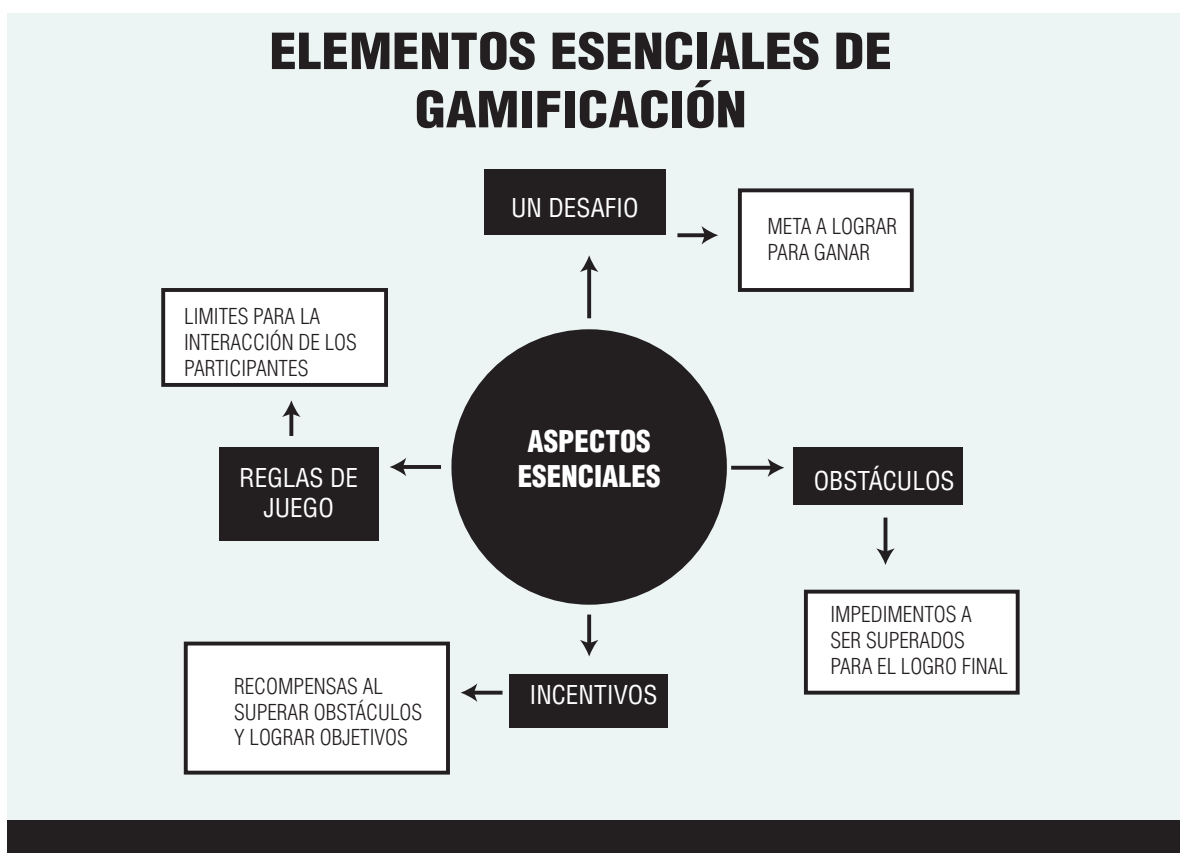 ELEMENTOS ESENCIALES DE
GAMIFICACIÓN
UN DESAFIO
META A LOGRAR
PARA GANAR
LIMITES PARA LA
INTERACCIÓN DE LOS
PARTICIPANTES
ASPECTOS
ESENCIALES
REGLAS DE
JUEGO
OBSTÁCULOS
IMPEDIMENTOS A
SER SUPERADOS
PARA EL LOGRO FINAL
INCENTIVOS
RECOMPENSAS AL
SUPERAR OBSTÁCULOS
Y LOGRAR OBJETIVOS